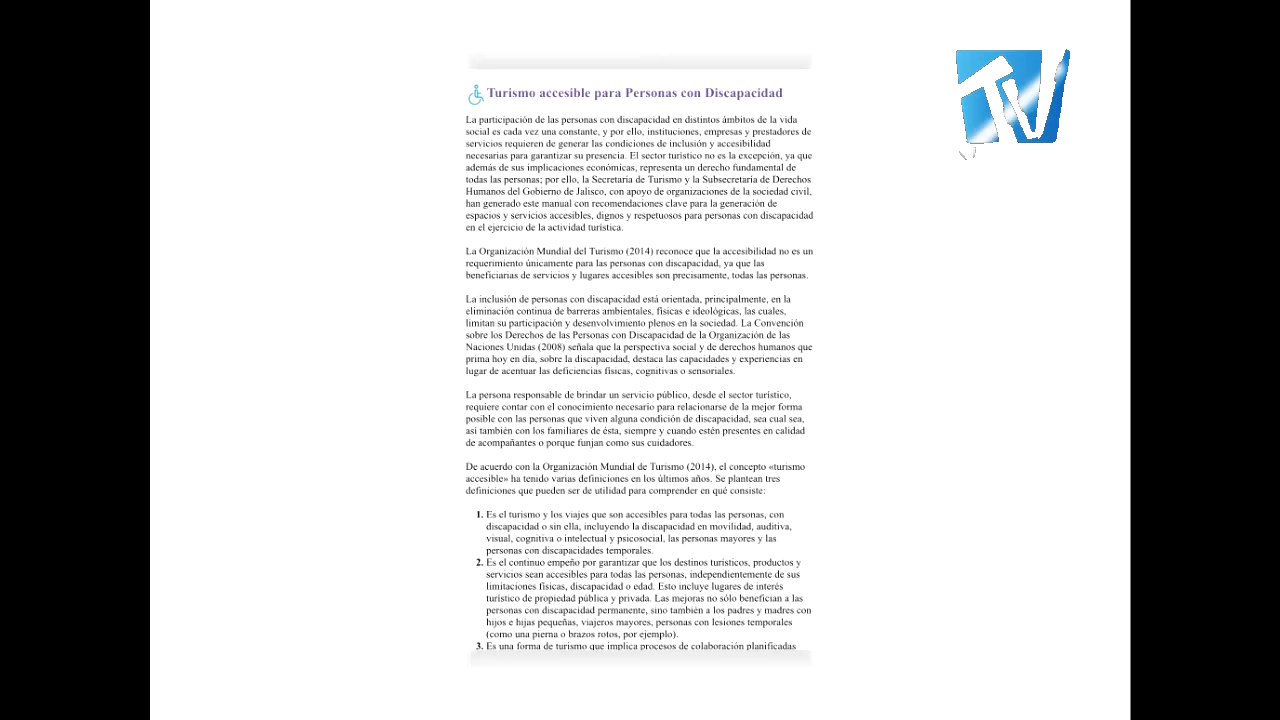 TV
Turismo accesible para Personas con Discapacidad
La participación de las personas con discapacidad en distintos ámbitos de la vida
social es cada vez una constante, y por ello, instituciones, empresas y prestadores de
servicios requieren de generar las condiciones de inclusión y accesibilidad
necesarias para garantizar su presencia. El sector turístico no es la excepción, ya que
además de sus implicaciones económicas, representa un derecho fundamental de
todas las personas; por ello, la Secretaría de Turismo y la Subsecretaría de Derechos
Humanos del Gobierno de Jalisco, con apoyo de organizaciones de la sociedad civil,
han generado este manual con recomendaciones clave para la generación de
espacios y servicios accesibles, dignos y respetuosos para personas con discapacidad
en el ejercicio de la actividad turística.
La Organización Mundial del Turismo (2014) reconoce que la accesibilidad no es un
requerimiento únicamente para las personas con discapacidad, ya que las
beneficiarias de servicios y lugares accesibles son precisamente, todas las personas.
La inclusión de personas con discapacidad está orientada, principalmente, en la
eliminación continua de barreras ambientales, físicas e ideológicas, las cuales,
limitan su participación y desenvolvimiento plenos en la sociedad. La Convención
sobre los Derechos de las Personas con Discapacidad de la Organización de las
Naciones Unidas (2008) señala que la perspectiva social y de derechos humanos que
prima hoy en día, sobre la discapacidad, destaca las capacidades y experiencias en
lugar de acentuar las deficiencias físicas, cognitivas o sensoriales.
La persona responsable de brindar un servicio público, desde el sector turístico,
requiere contar con el conocimiento necesario para relacionarse de la mejor forma
posible con las personas que viven alguna condición de discapacidad, sea cual sea,
así también con los familiares de ésta, siempre y cuando estén presentes en calidad
de acompañantes o porque funjan como sus cuidadores.
De acuerdo con la Organización Mundial de Turismo (2014), el concepto «turismo
accesible» ha tenido varias definiciones en los últimos años. Se plantean tres
definiciones que pueden ser de utilidad para comprender en qué consiste:
1. Es el turismo y los viajes que son accesibles para todas las personas, con
discapacidad o sin ella, incluyendo la discapacidad en movilidad, auditiva,
visual, cognitiva o intelectual y psicosocial, las personas mayores y las
personas con discapacidades temporales.
2. Es el continuo empeño por garantizar que los destinos turísticos, productos y
servicios sean accesibles para todas las personas, independientemente de sus
limitaciones físicas, discapacidad o edad. Esto incluye lugares de interés
turístico de propiedad pública y privada. Las mejoras no sólo benefician a las
personas con discapacidad permanente, sino también a los padres y madres con
hijos e hijas pequeñas, viajeros mayores, personas con lesiones temporales
(como una pierna o brazos rotos, por ejemplo).
3. Es una forma de turismo que implica procesos de colaboración planificadas